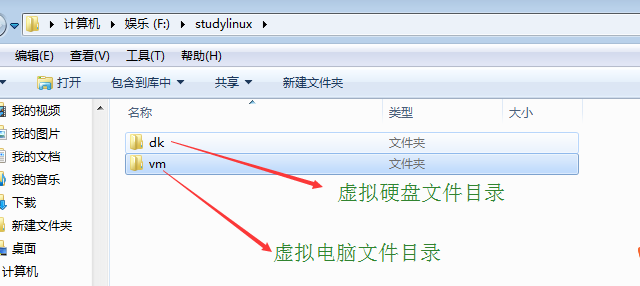 计算机 娱乐 (F:) studylinux
编辑(E) 查看(V) 工具(T) 帮助(H)
打开 包含到库中 共享 新建文件夹
我的视频
我的图片
我的文档
我的音乐
下载
新建文件夹
桌面
计算机
名称 类型 大小
dk 文件夹
vm 文件夹
虚拟硬盘文件目录
虚拟电脑文件目录